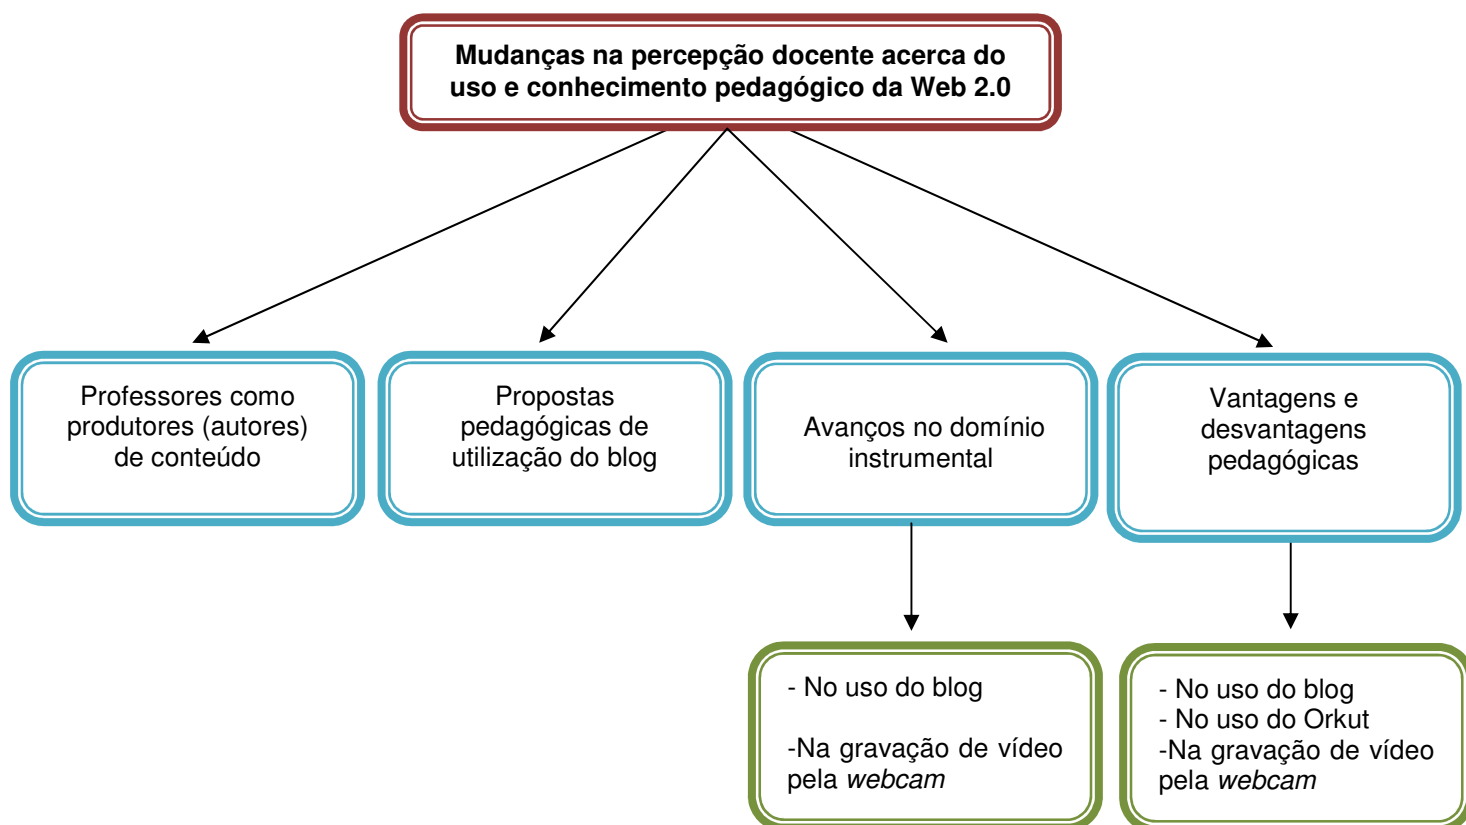 Mudanças na percepção docente acerca do
uso e conhecimento pedagógico da Web 2.0
Professores como
produtores (autores)
de conteúdo
Propostas
pedagógicas de
utilização do blog
Avanços no domínio
instrumental
Vantagens e
desvantagens
pedagógicas
- No uso do blog
-Na gravação de vídeo
pela webcam
- No uso do blog
- No uso do Orkut
-Na gravação de vídeo
pela webcam